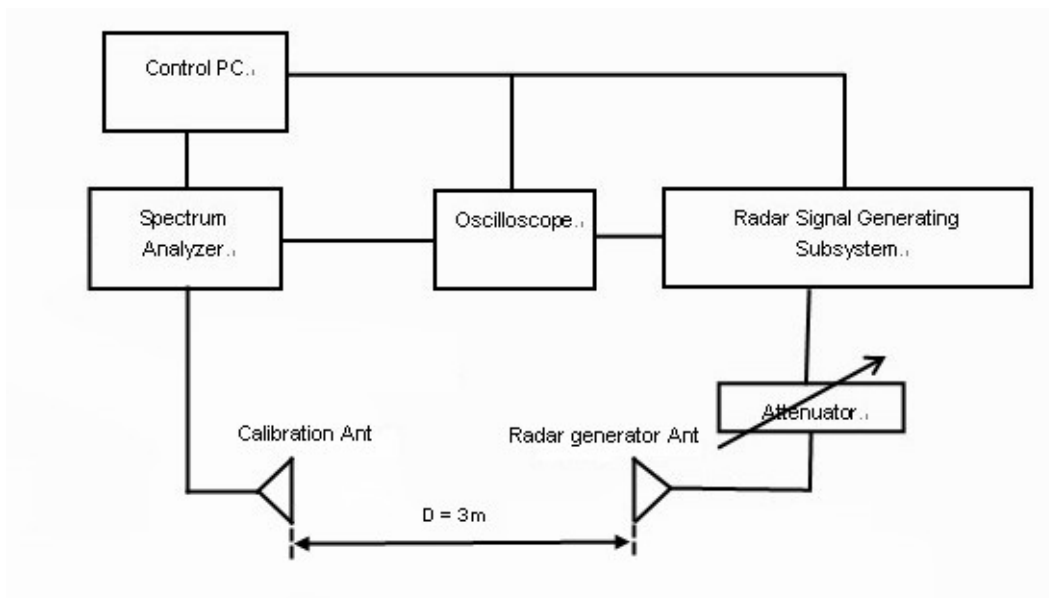 Control PC
Spectrum
Analyzer
Oscilloscope
Radar Signal Generating
Subsystem
Attenuator
Calibration Ant
Radar generator Ant
D = 3m